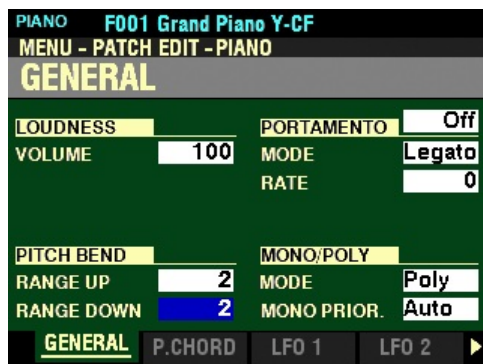 PIANO F001 Grand Piano Y-CF
MENU - PATCH EDIT - PIANO
GENERAL
LOUDNESS
VOLUME 100
PORTAMENTO Off
MODE Legato
RATE 0
PITCH BEND
RANGE UP 2
RANGE DOWN 2
MONO/POLY
MODE Poly
MONO PRIOR. Auto
GENERAL P.CHORD LFO 1 LFO 2